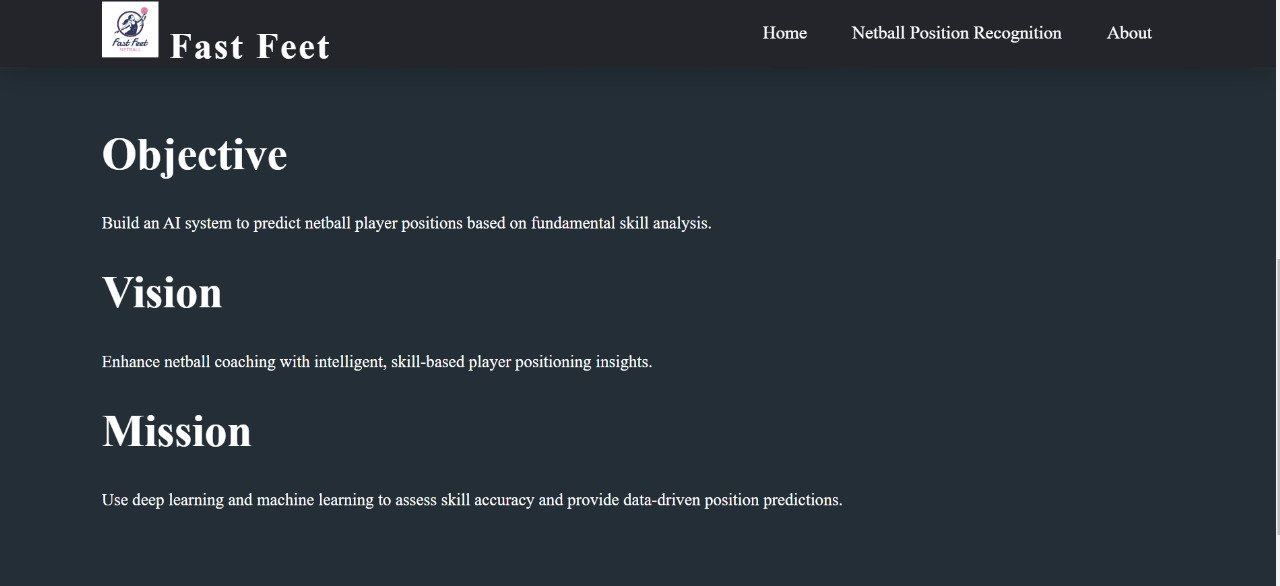 Fast Feet
NETBALL
Fast Feet
Home
Netball Position Recognition
About
Objective
Build an AI system to predict netball player positions based on fundamental skill analysis.
Vision
Enhance netball coaching with intelligent, skill-based player positioning insights.
Mission
Use deep learning and machine learning to assess skill accuracy and provide data-driven position predictions.